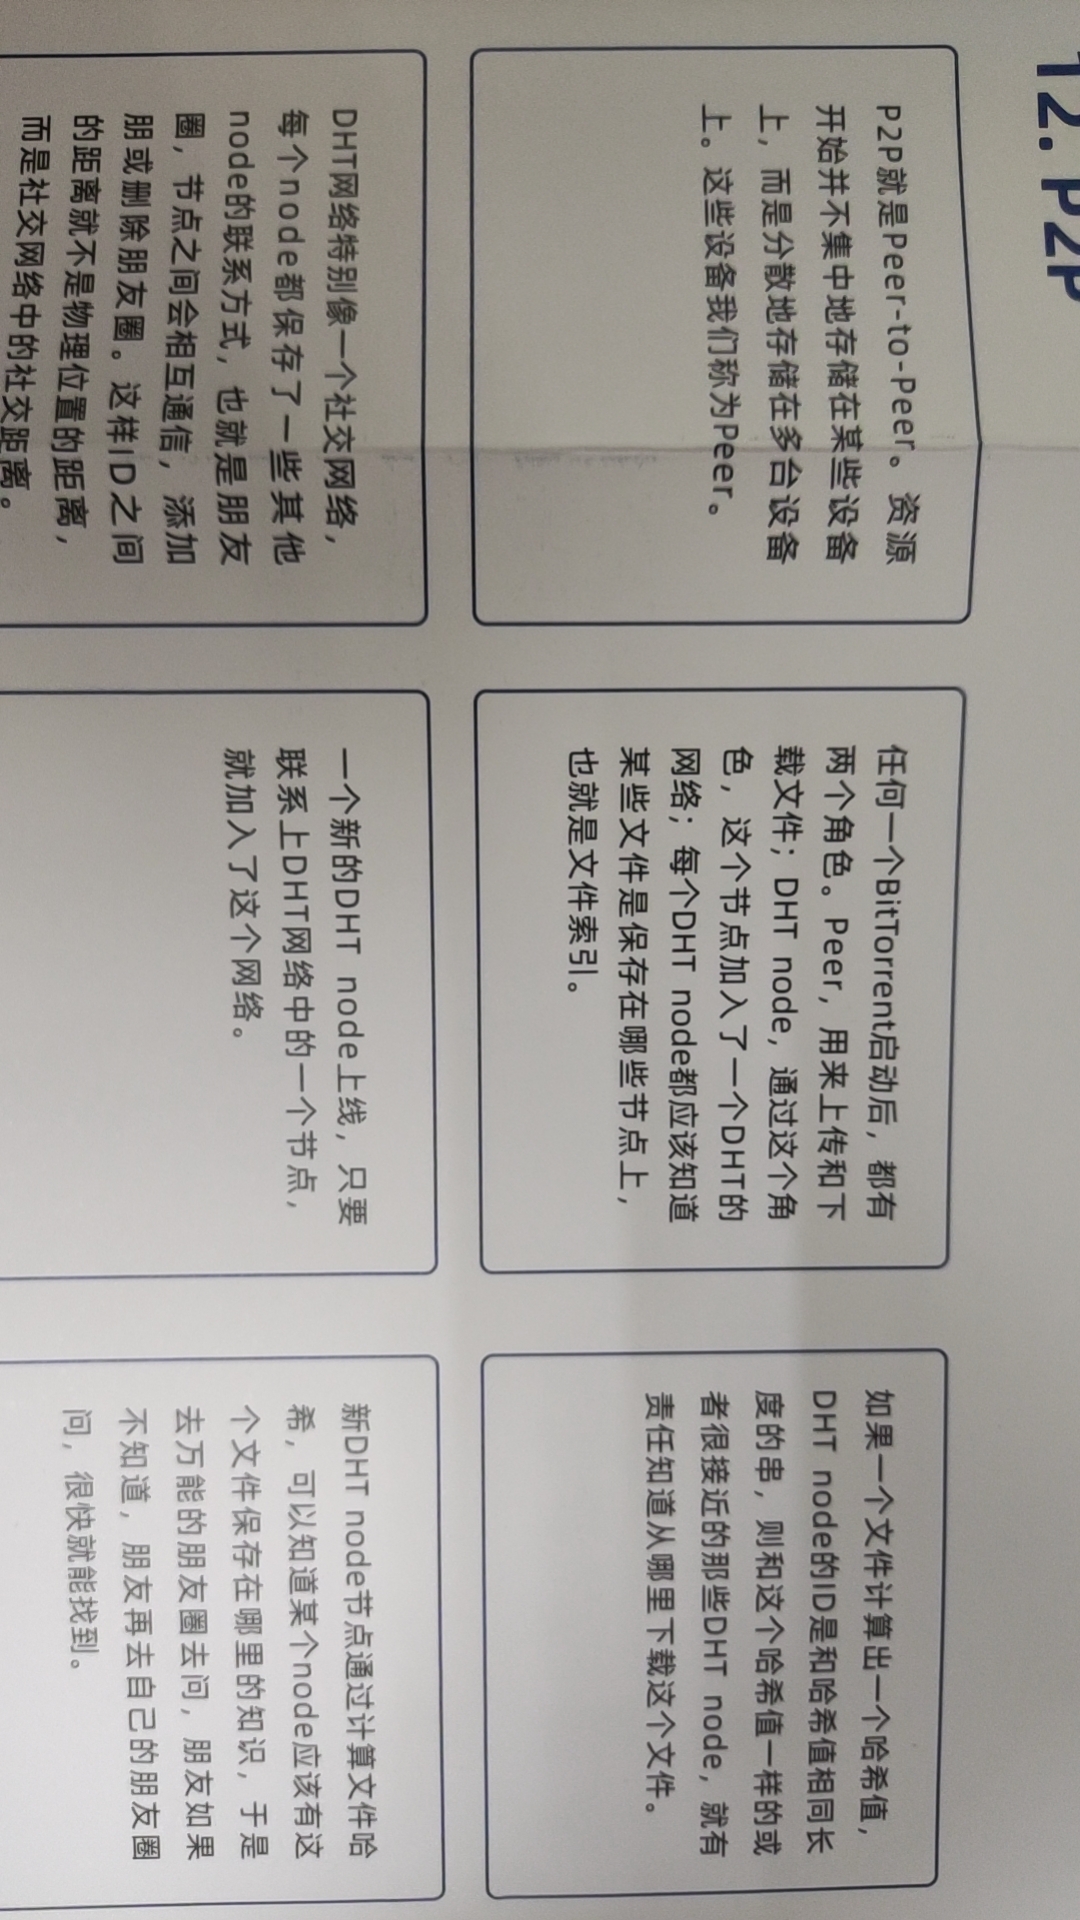 12. P2P
P2P就是Peer-to-Peer。资源
开始并不集中地存储在某些设备
上，而是分散地存储在多台设备
上。这些设备我们称为Peer。
任何一个BitTorrent启动后，都有
两个角色。Peer，用来上传和下
载文件；DHT node，通过这个角
色，这个节点加入了一个DHT的
网络；每个DHT node都应该知道
某些文件是保存在哪些节点上，
也就是文件索引。
如果一个文件计算出一个哈希值，
DHT node的ID是和哈希值相同长
度的串，则和这个哈希值一样的或
者很接近的那些DHT node，就有
责任知道从哪里下载这个文件。
DHT网络特别像一个社交网络，
每个node都保存了一些其他
node的联系方式，也就是朋友
圈，节点之间会相互通信，添加
朋或删除朋友圈。这样ID之间
的距离就不是物理位置的距离，
而是社交网络中的社交距离。
一个新的DHT node上线，只要
联系上DHT网络中的一个节点，
就加入了这个网络。
新DHT node节点通过计算文件哈
希，可以知道某个node应该有这
个文件保存在哪里的知识，于是
去万能的朋友圈去问，朋友如果
不知道，朋友再去自己的朋友圈
问，很快就能找到。